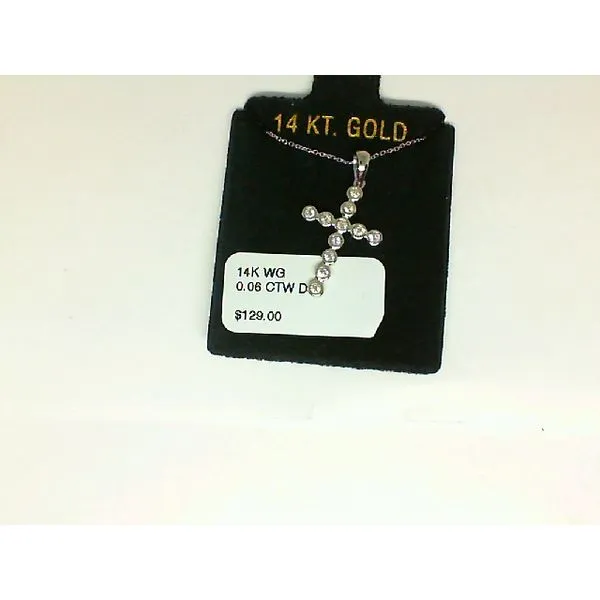 14 KT. GOLD
14K WG
0.06 CTW D
$129.00